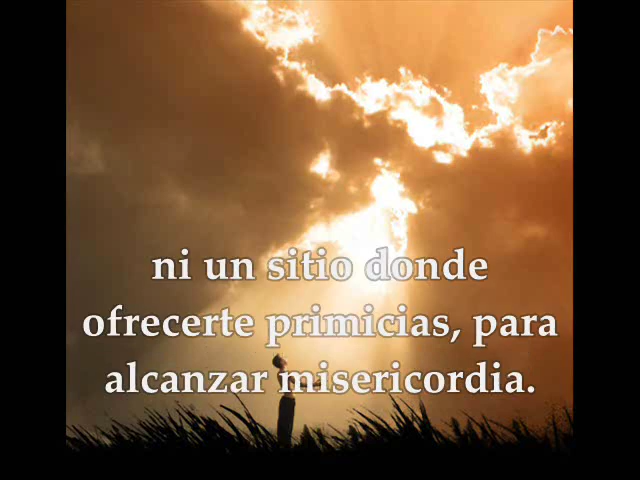 ni un sitio donde
ofrecerte primicias, para
alcanzar misericordia.